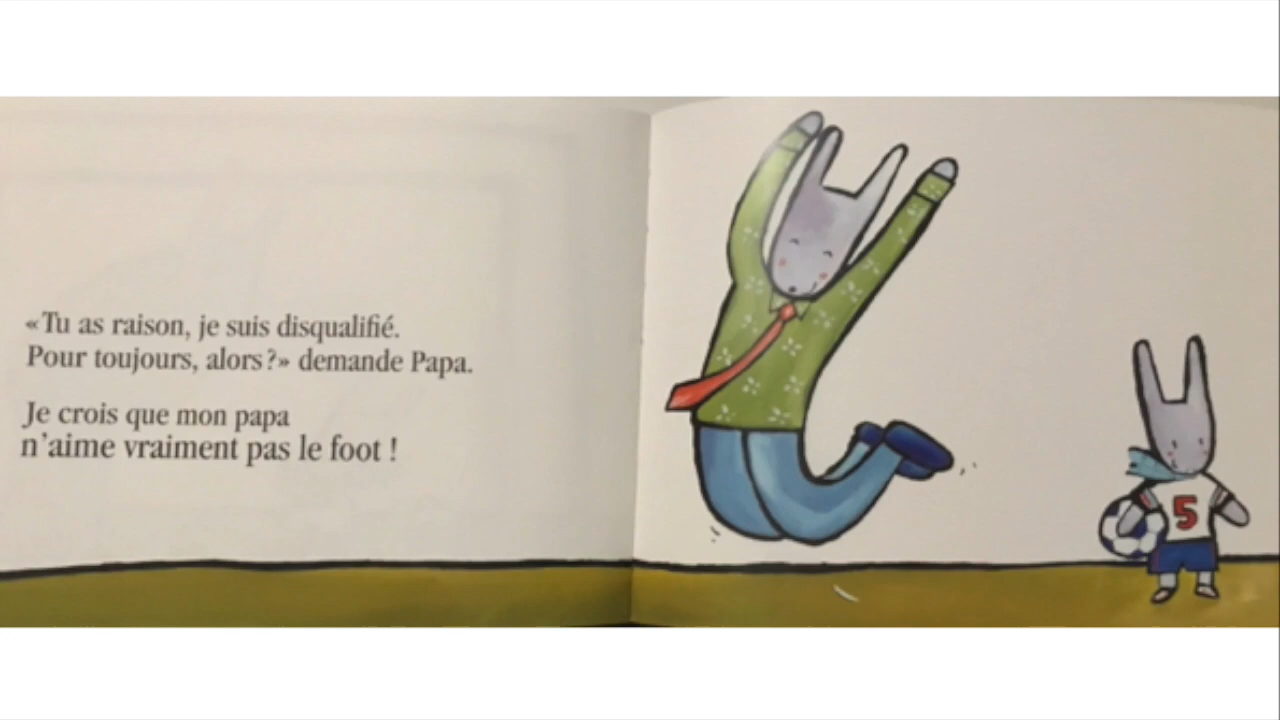 «Tu as raison, je suis disqualifié.
Pour toujours, alors?» demande Papa.
Je crois que mon papa
n'aime vraiment pas le foot !
5